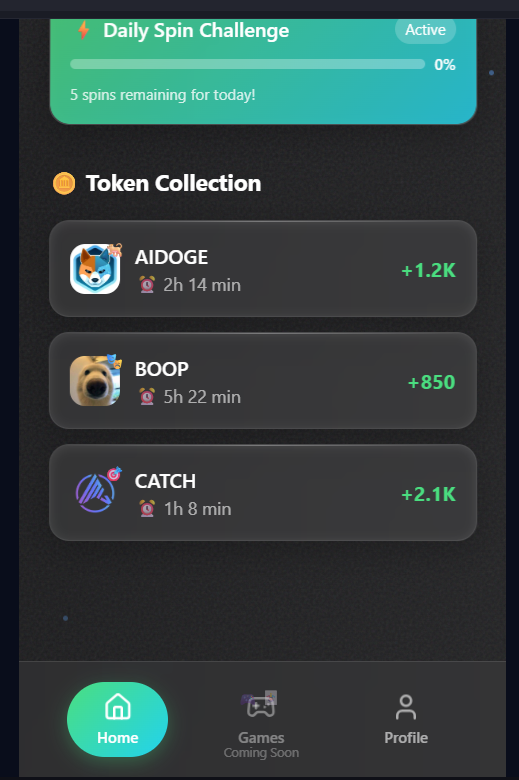 Daily Spin Challenge
Active
0%
5 spins remaining for today!
Token Collection
AIDOGE
+1.2K
2h 14 min
BOOP
+850
5h 22 min
CATCH
+2.1K
1h 8 min
Home
Games
Coming Soon
Profile